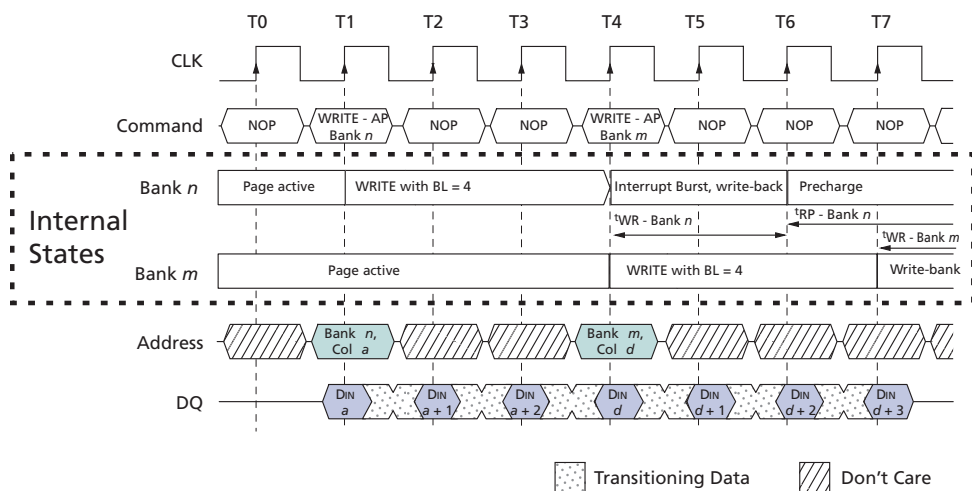 T0 T1 T2 T3 T4 T5 T6 T7
CLK
Command
NOP
WRITE - AP
Bank n
NOP
NOP
WRITE - AP
Bank m
NOP
NOP
NOP
Internal
States
Bank n
Page active
WRITE with BL = 4
Interrupt Burst, write-back
Precharge
tWR - Bank n
tRP - Bank n
tWR - Bank m
Bank m
Page active
WRITE with BL = 4
Write-bank
Address
Bank n,
Col a
Bank m,
Col d
DQ
DIN
a
DIN
a + 1
DIN
a + 2
DIN
d
DIN
d + 1
DIN
d + 2
DIN
d + 3
Transitioning Data
Don't Care